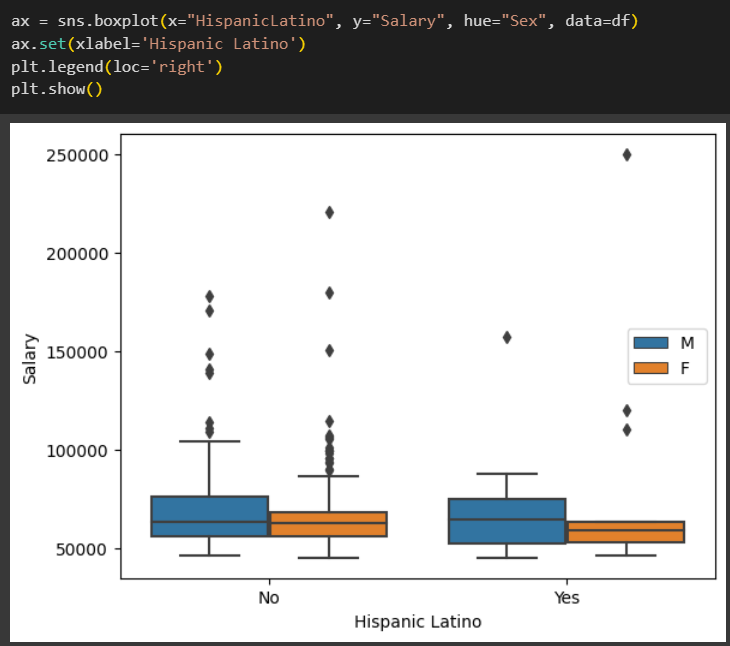 ax = sns.boxplot(x="HispanicLatino", y="Salary", hue="Sex", data=df)
ax.set(xlabel='Hispanic Latino')
plt.legend(loc='right')
plt.show()
250000
200000
150000
100000
50000
Salary
M
F
No
Yes
Hispanic Latino